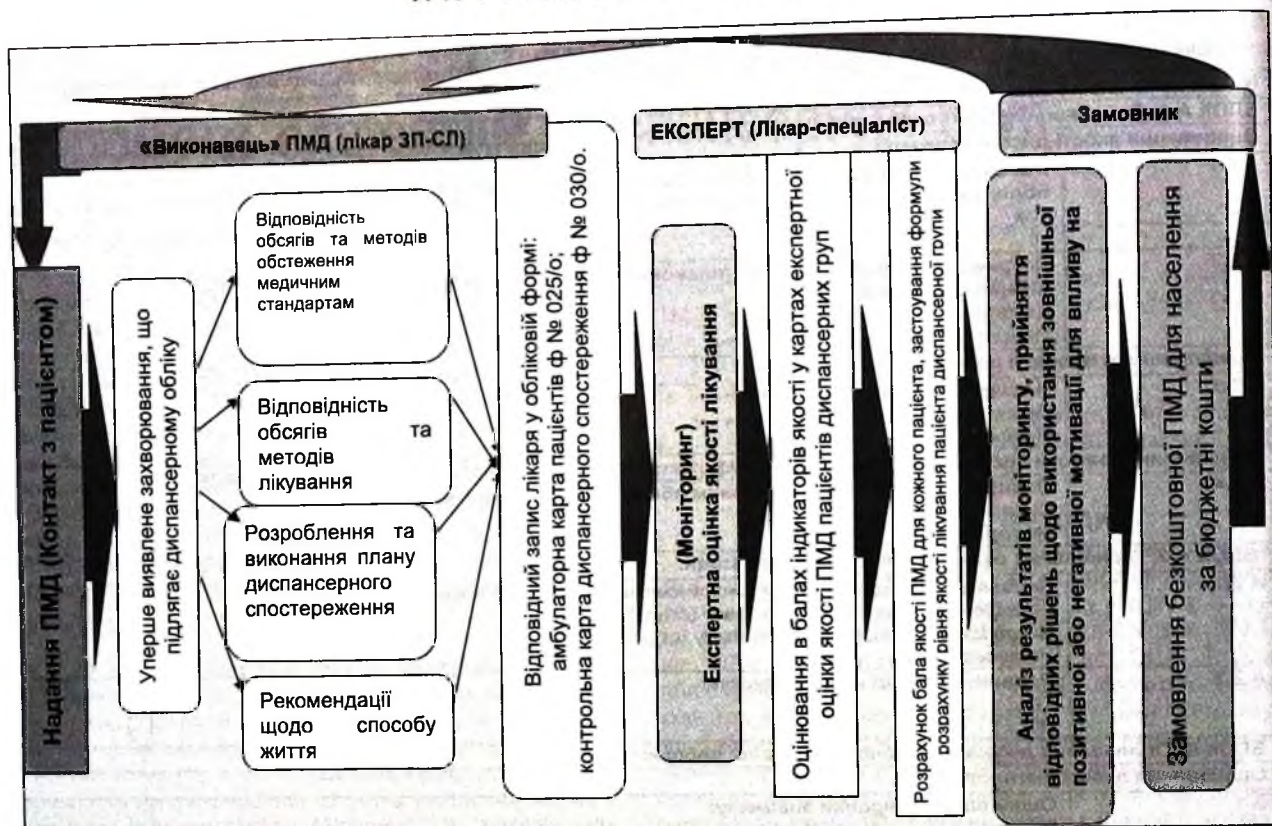 «Виконавець» ПМД (лікар ЗП-СЛ)
ЕКСПЕРТ (Лікар-спеціаліст)
Замовник
Надання ПМД (Контакт з пацієнтом)
Уперше виявлене захворювання, що
підлягає диспансерному обліку
Відповідність
обсягів та методів
обстеження
медичним
стандартам
Відповідність
обсягів та
методів
лікування
Розроблення та
виконання плану
диспансерного
спостереження
Рекомендації
щодо способу
життя
Відповідний запис лікаря у обліковій формі:
амбулаторна карта пацієнтів ф № 025/о;
контрольна карта диспансерного спостереження ф № 030/о.
(Моніторинг)
Експертна оцінка якості лікування
Оцінювання в балах індикаторів якості у картах експертної
оцінки якості ПМД пацієнтів диспансерних груп
Розрахунок бала якості ПМД для кожного пацієнта, застосування формули
розрахунку рівня якості лікування пацієнта диспансерної групи
Аналіз результатів моніторингу, прийняття
відповідних рішень щодо використання зовнішньої
позитивної або негативної мотивації для впливу на
Замовлення безкоштовної ПМД для населення
за бюджетні кошти